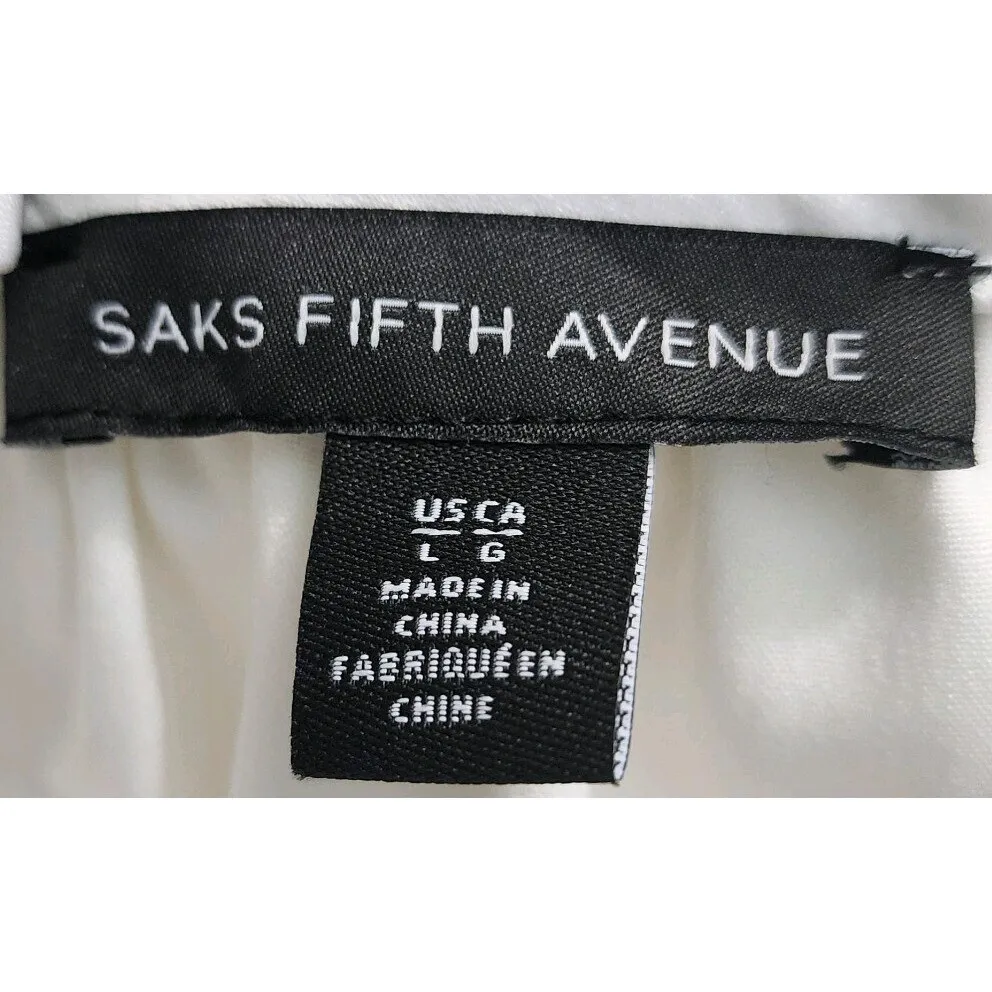 SAKS FIFTH AVENUE
US CA
L G
MADE IN
CHINA
FABRIQUÉ EN
CHINE